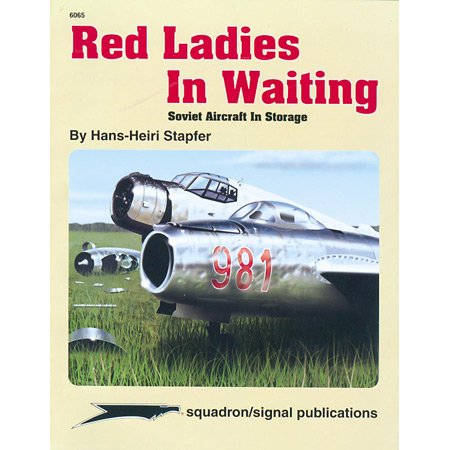 6065
Red Ladies
In Waiting
Soviet Aircraft In Storage
By Hans-Heiri Stapfer
981
squadron/signal publications